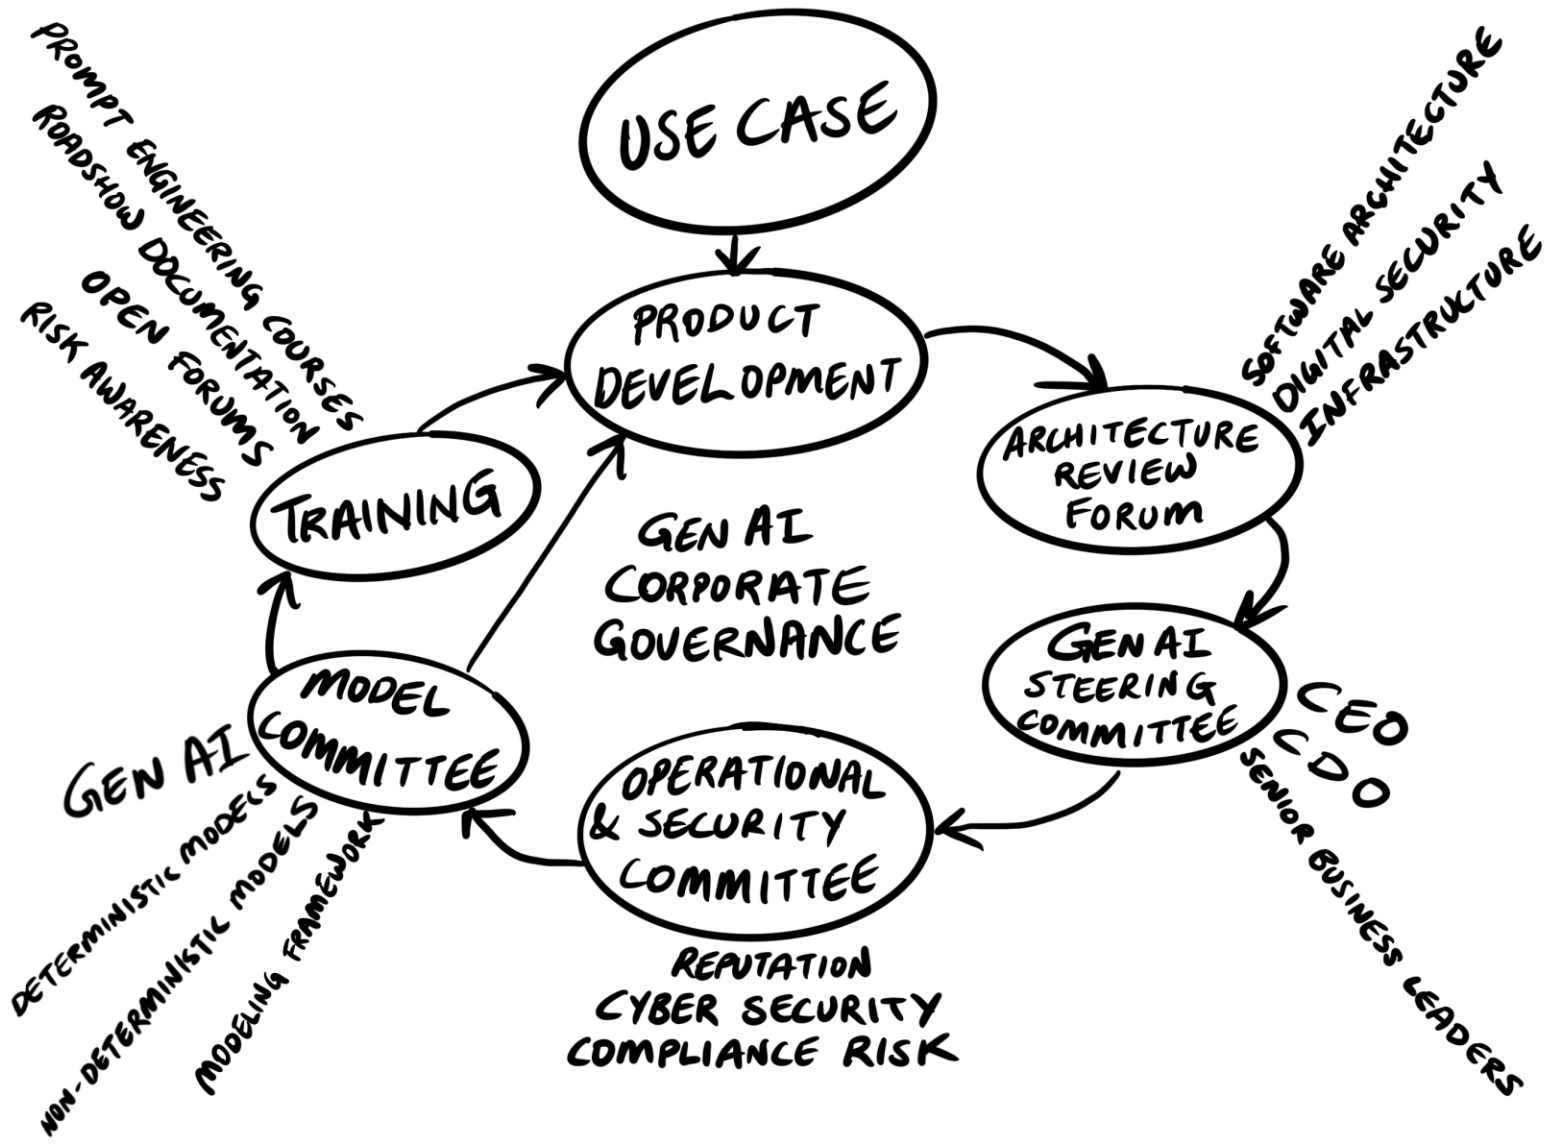 USE CASE
PRODUCT
DEVELOPMENT
ARCHITECTURE
REVIEW
FORUM
SOFTWARE ARCHITECTURE
DIGITAL SECURITY
INFRASTRUCTURE
GEN AI
STEERING
COMMITTEE
CEO
CDO
SENIOR BUSINESS LEADERS
OPERATIONAL
& SECURITY
COMMITTEE
REPUTATION
CYBER SECURITY
COMPLIANCE RISK
MODEL
COMMITTEE
GEN AI
DETERMINISTIC MODELS
NON-DETERMINISTIC MODELS
MODELING FRAMEWORK
TRAINING
PROMPT ENGINEERING COURSES
ROADSHOW DOCUMENTATION
OPEN FORUMS
RISK AWARENESS
GEN AI
CORPORATE
GOVERNANCE